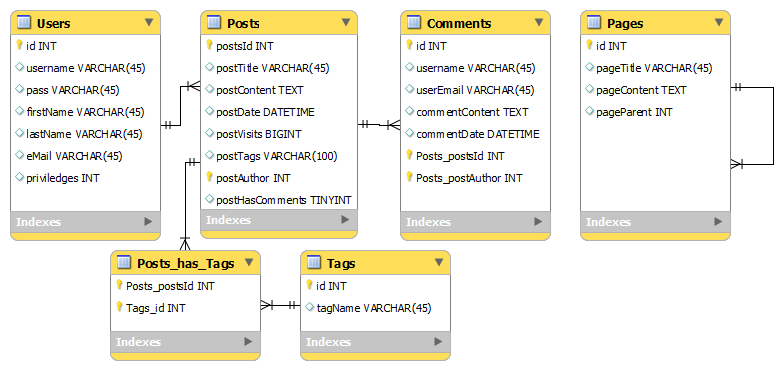 Users
id INT
username VARCHAR(45)
pass VARCHAR(45)
firstName VARCHAR(45)
lastName VARCHAR(45)
eMail VARCHAR(45)
priviledges INT
Indexes
Posts
postsId INT
postTitle VARCHAR(45)
postContent TEXT
postDate DATETIME
postVisits BIGINT
postTags VARCHAR(100)
postAuthor INT
postHasComments TINYINT
Indexes
Comments
id INT
username VARCHAR(45)
userEmail VARCHAR(45)
commentContent TEXT
commentDate DATETIME
Posts_postsId INT
Posts_postAuthor INT
Indexes
Pages
id INT
pageTitle VARCHAR(45)
pageContent TEXT
pageParent INT
Indexes
Posts_has_Tags
Posts_postsId INT
Tags_id INT
Indexes
Tags
id INT
tagName VARCHAR(45)
Indexes